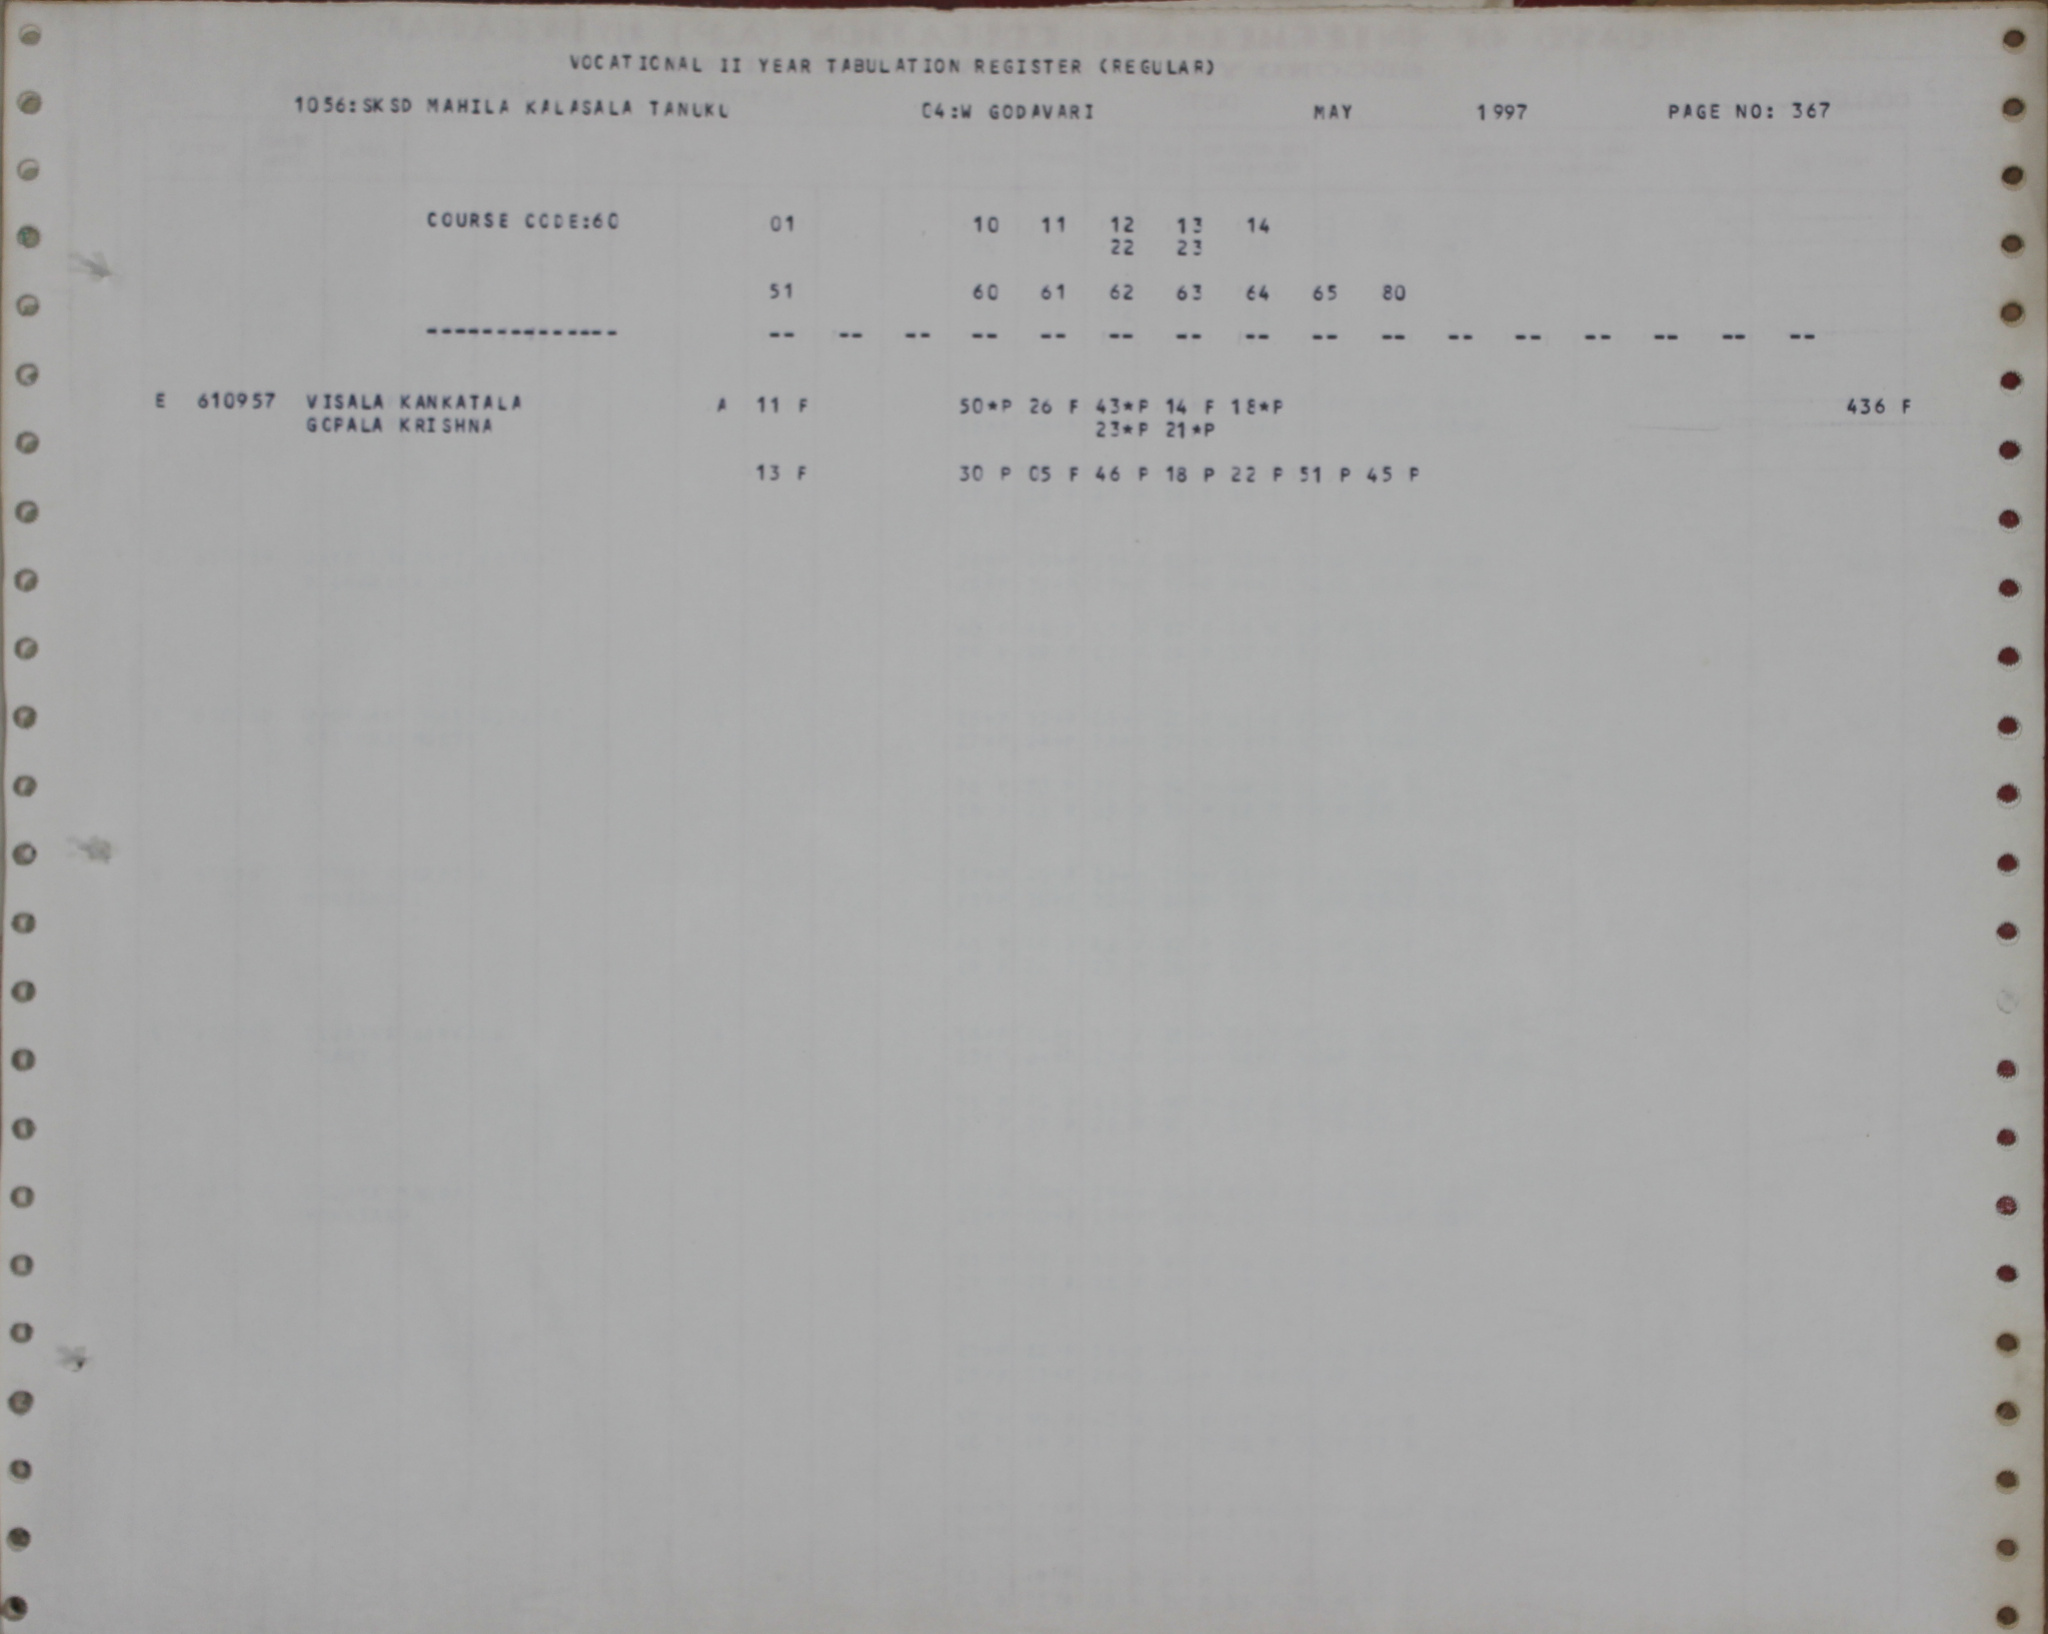 VOCATIONAL II YEAR TABULATION REGISTER (REGULAR)
1056:SKSD MAHILA KALASALA TANUKU 04:W GODAVARI MAY 1997 PAGE NO: 367
COURSE CODE:60 01 10 11 12 13 14
22 23
51 60 61 62 63 64 65 80
-------------- -- -- -- -- -- -- -- -- -- -- -- -- -- -- -- --
E 610957 VISALA KANKATALA A 11 F 50*P 26 F 43*P 14 F 18*P 436 F
GOPALA KRISHNA 23*P 21*P
13 F 30 P 05 F 46 P 18 P 22 P 51 P 45 P